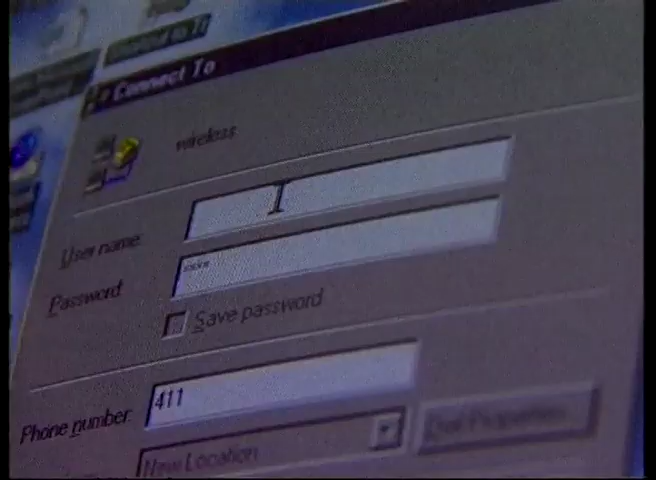 Connect To
wireless
User name:
Password:
****
Save password
Phone number:
411
New Location
Dial Properties...